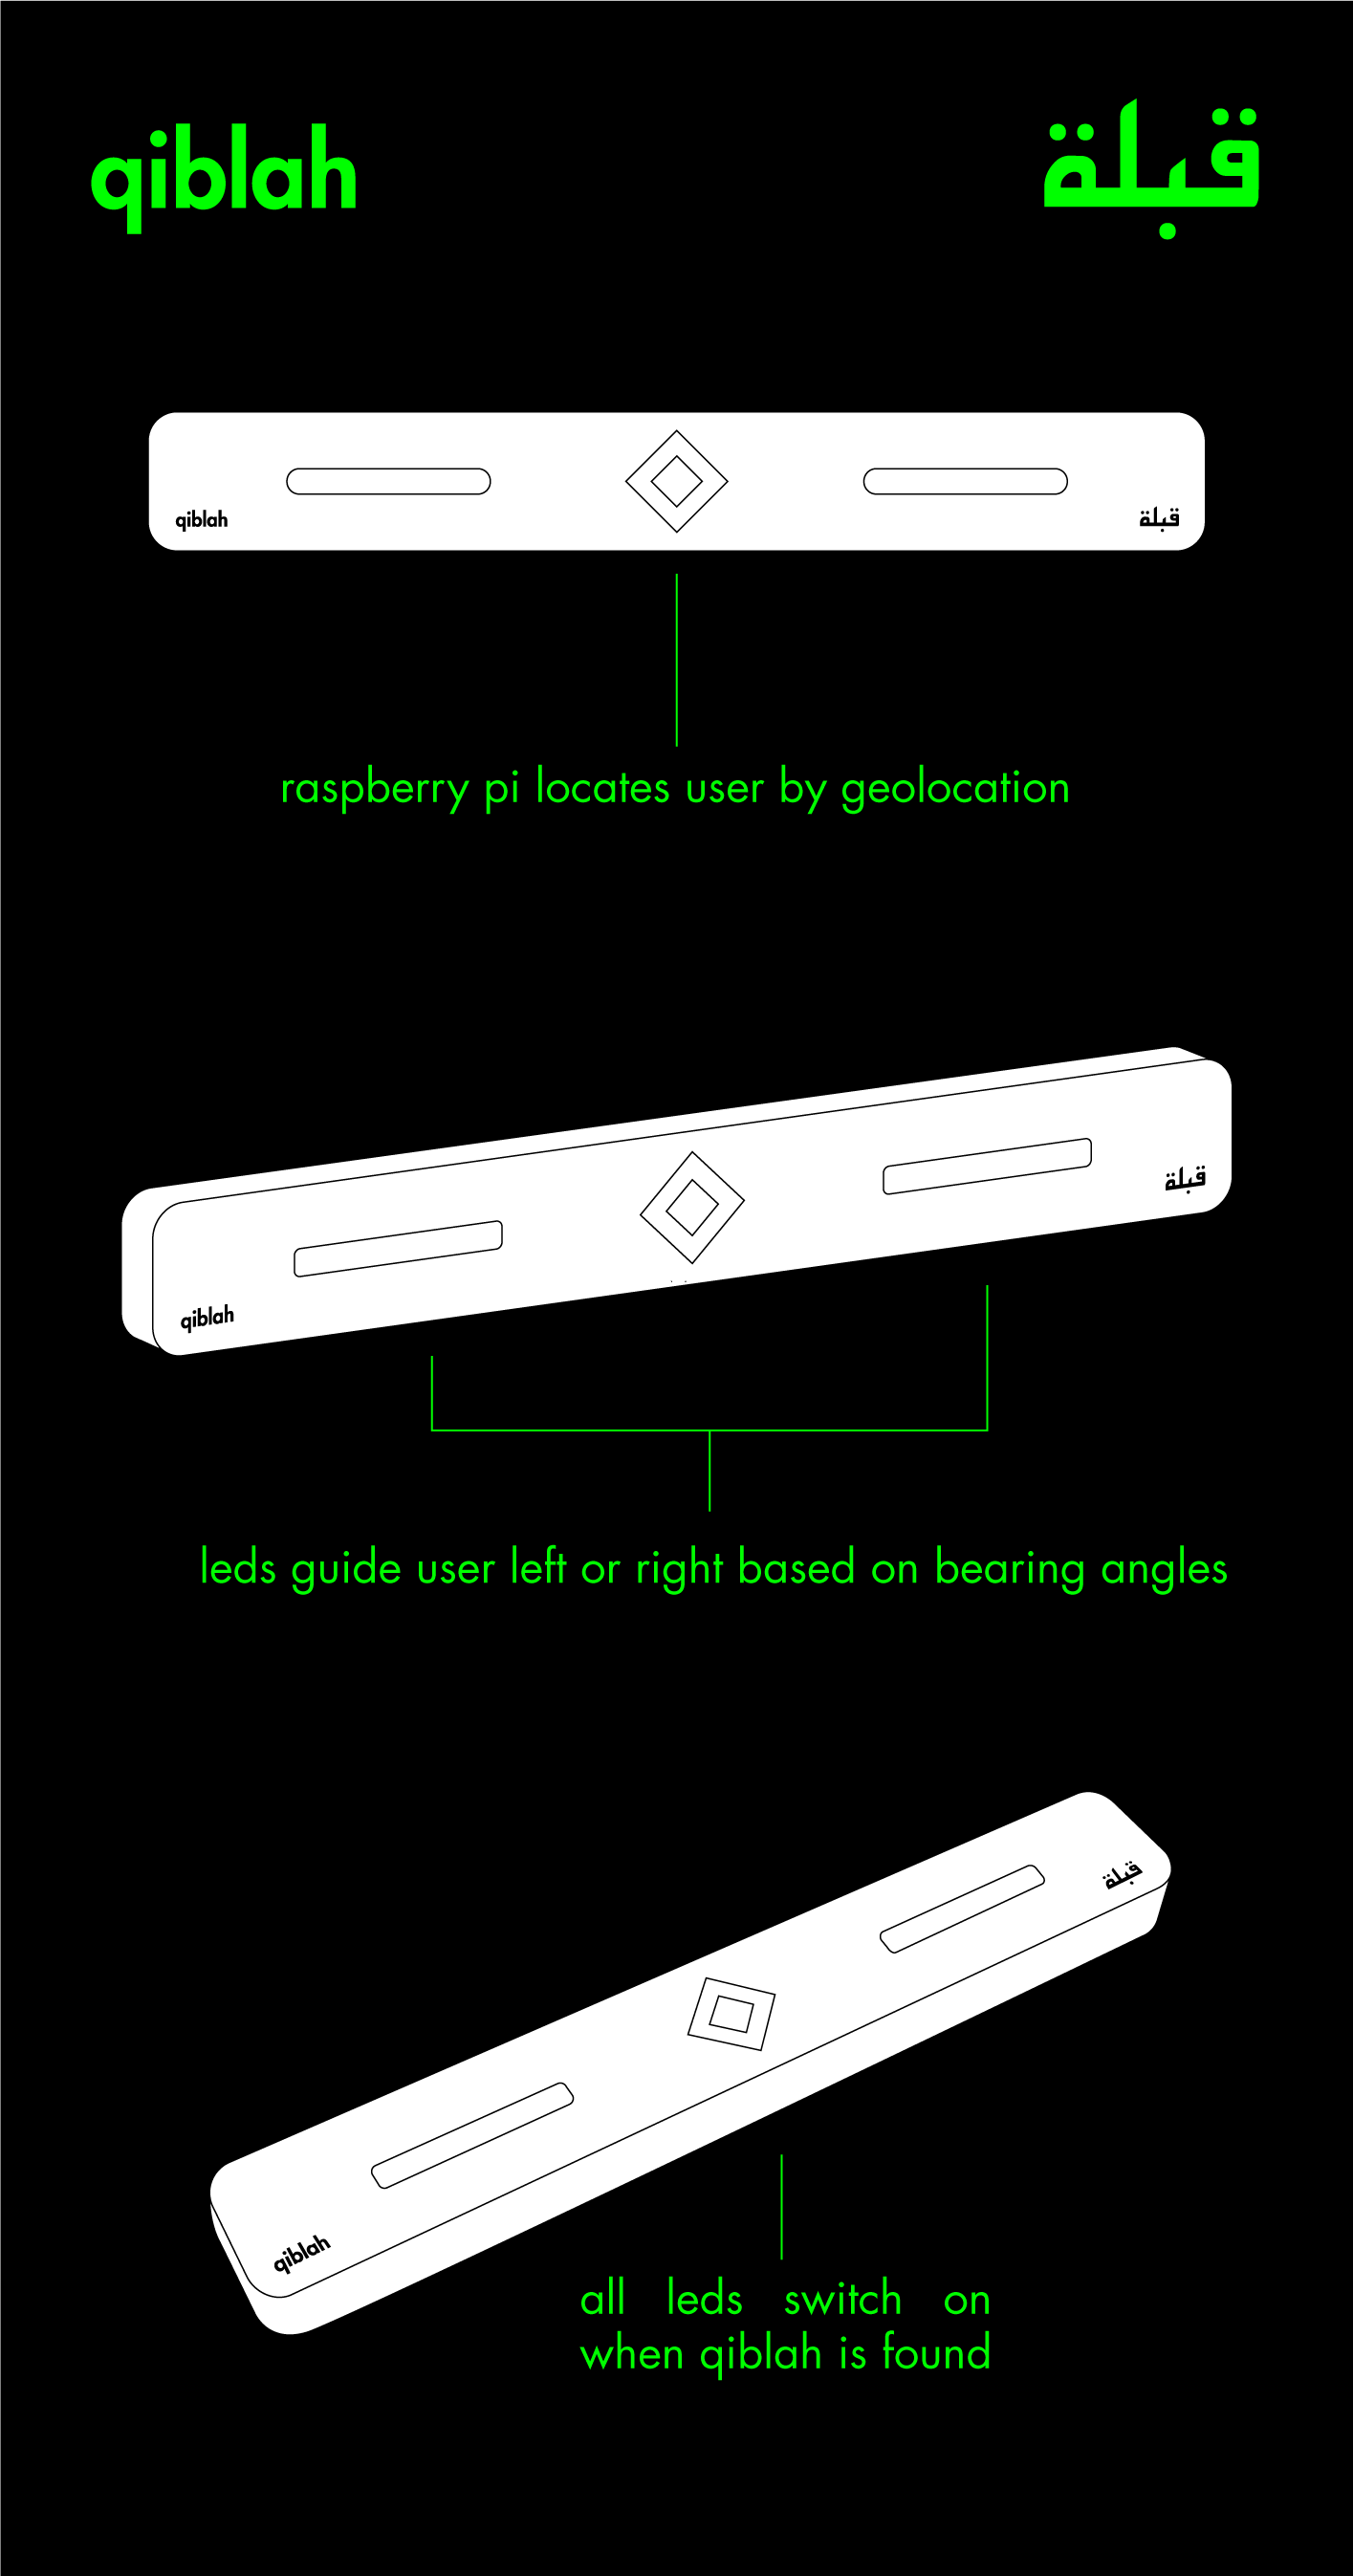 qiblah
قبلة
qiblah
قبلة
raspberry pi locates user by geolocation
قبلة
qiblah
leds guide user left or right based on bearing angles
قبلة
qiblah
all leds switch on
when qiblah is found